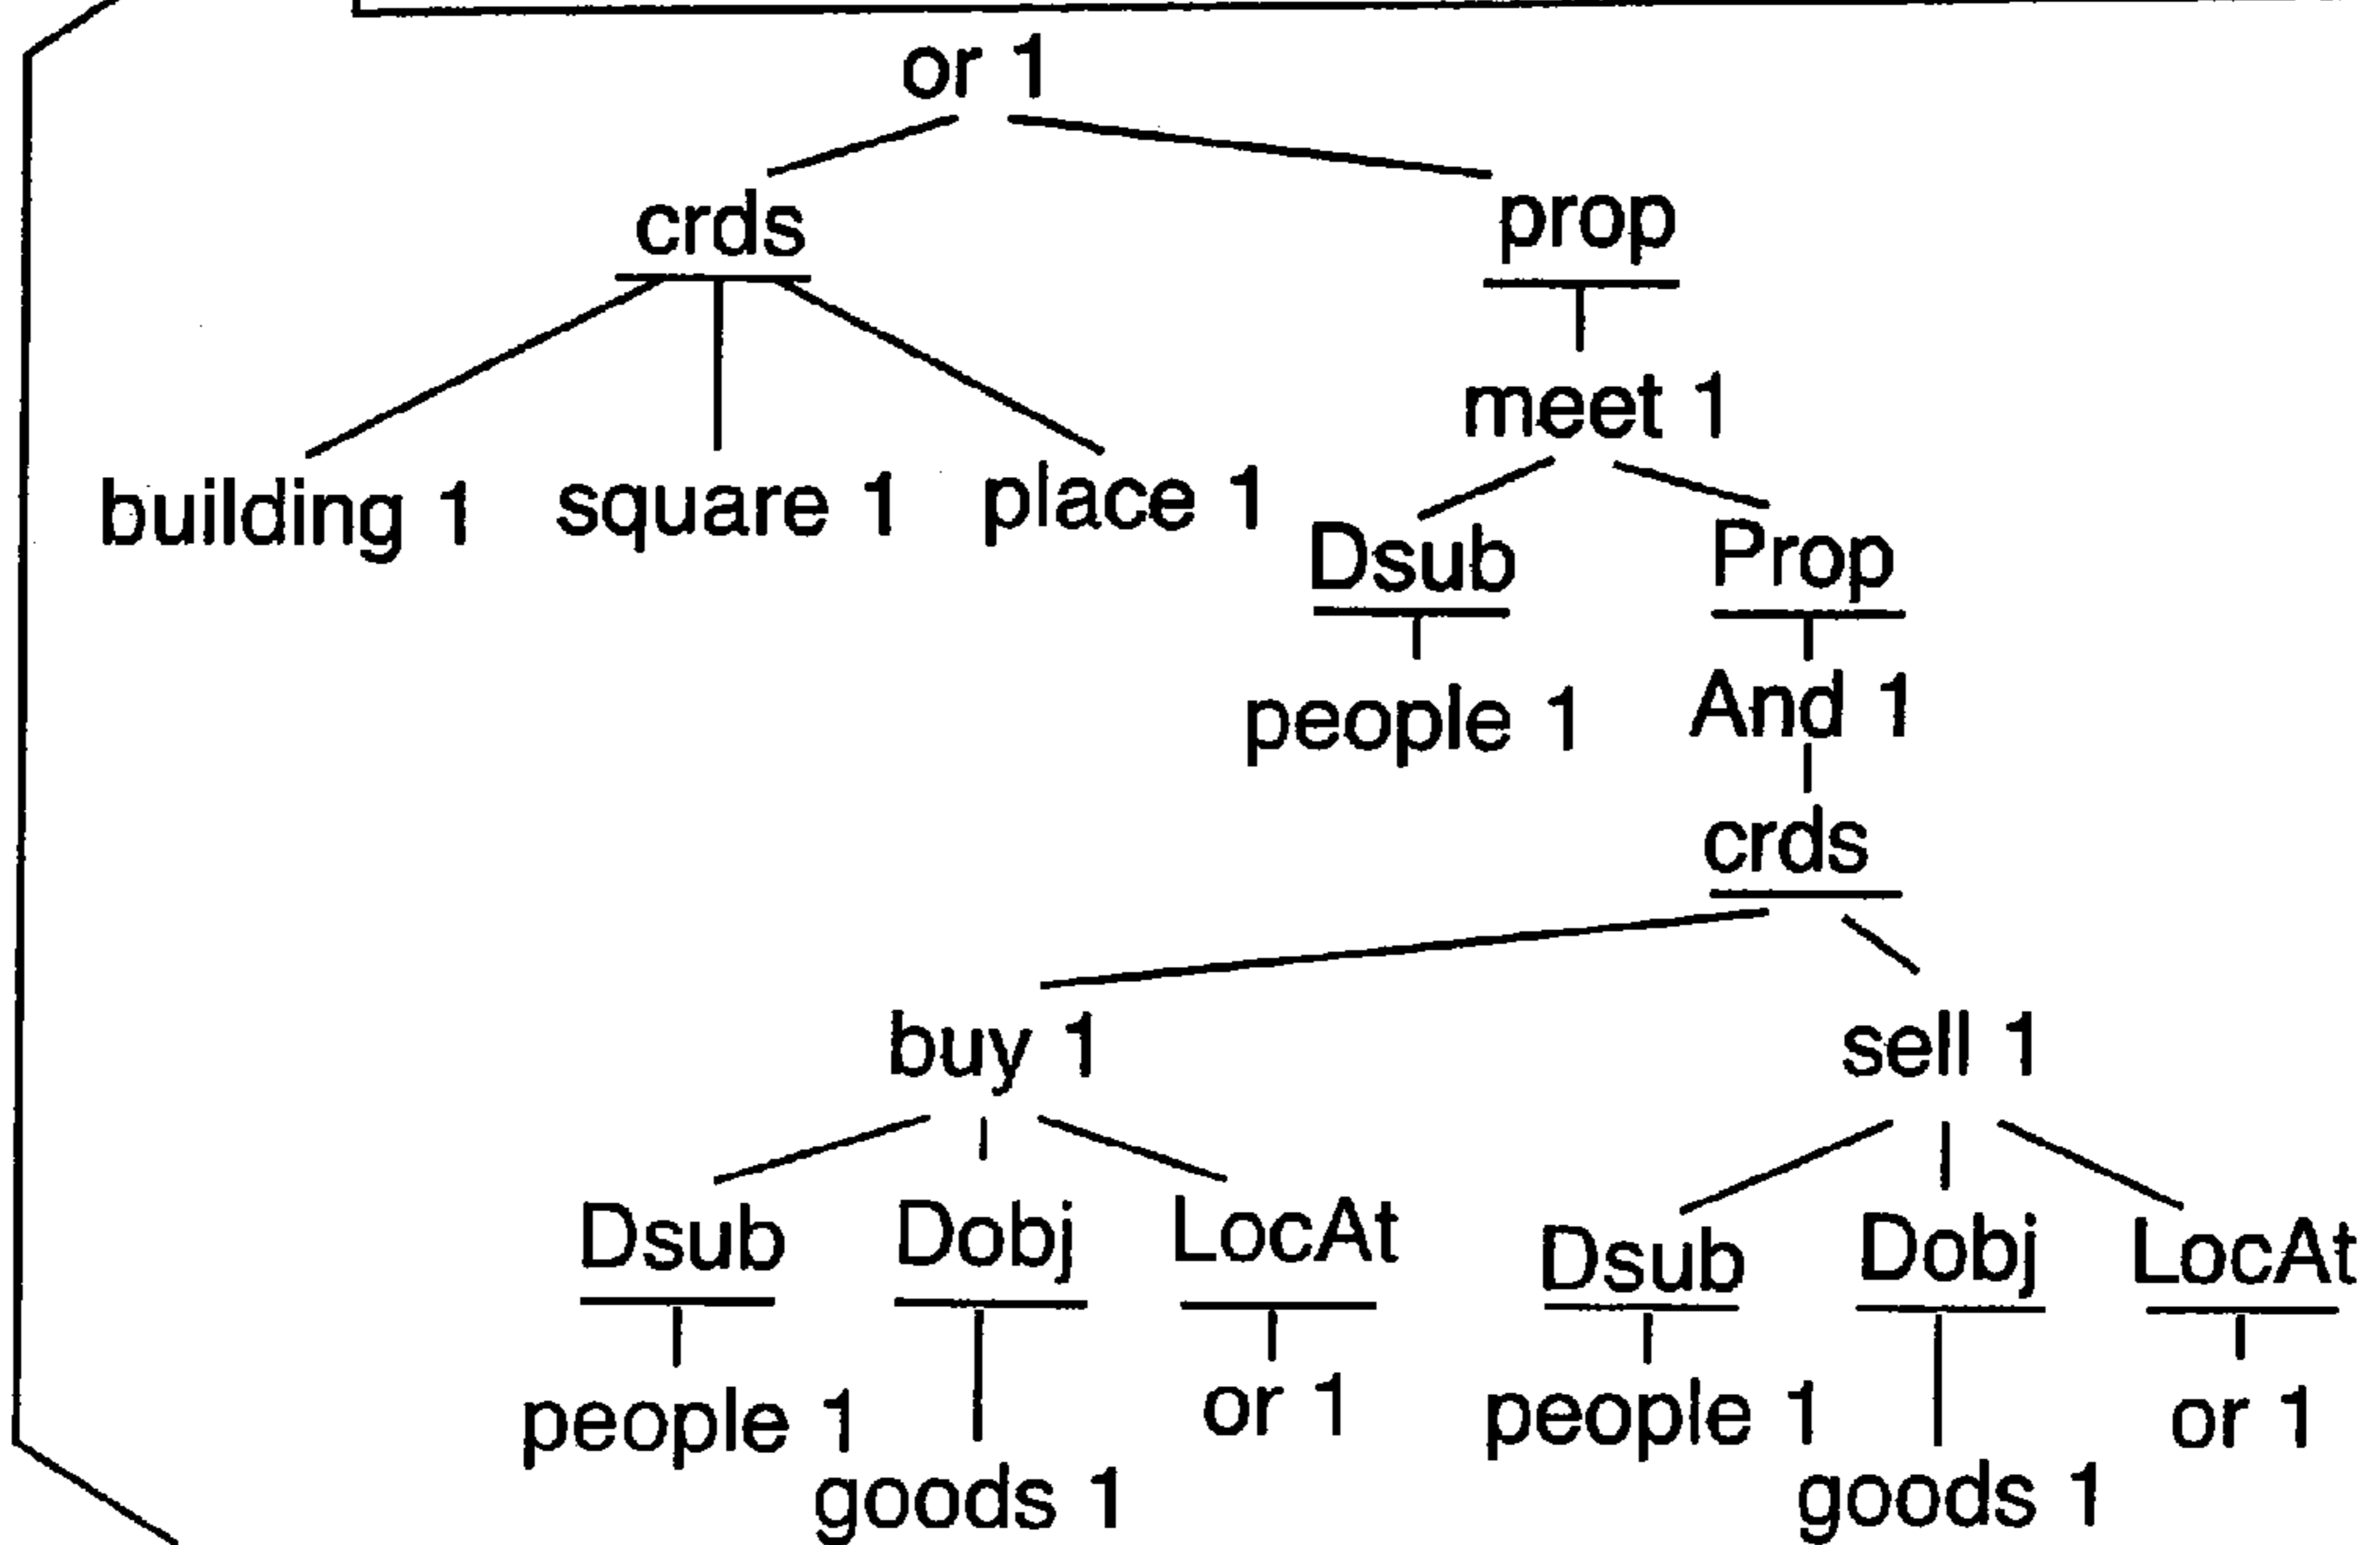 or 1
crds prop
meet 1
building 1 square 1 place 1
Dsub Prop
people 1 And 1
crds
buy 1 sell 1
Dsub Dobj LocAt Dsub Dobj LocAt
people 1 or 1 people 1 or 1
goods 1 goods 1